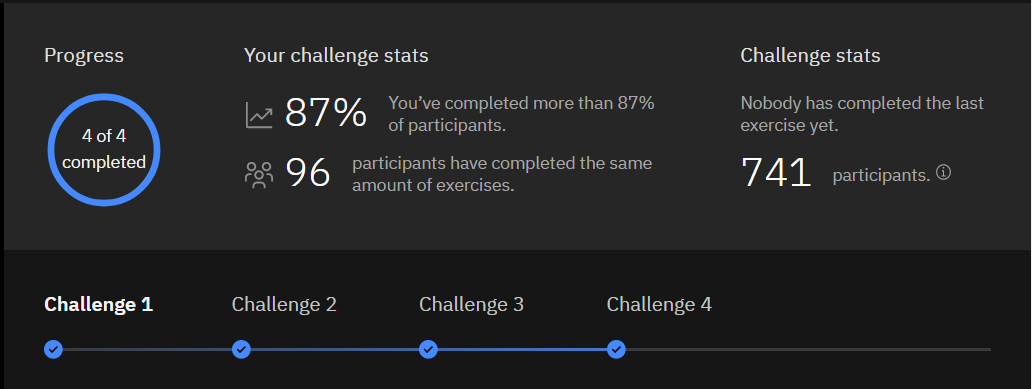 Progress
4 of 4
completed
Your challenge stats
87%
You’ve completed more than 87%
of participants.
96
participants have completed the same
amount of exercises.
Challenge stats
Nobody has completed the last
exercise yet.
741 participants.
Challenge 1
Challenge 2
Challenge 3
Challenge 4